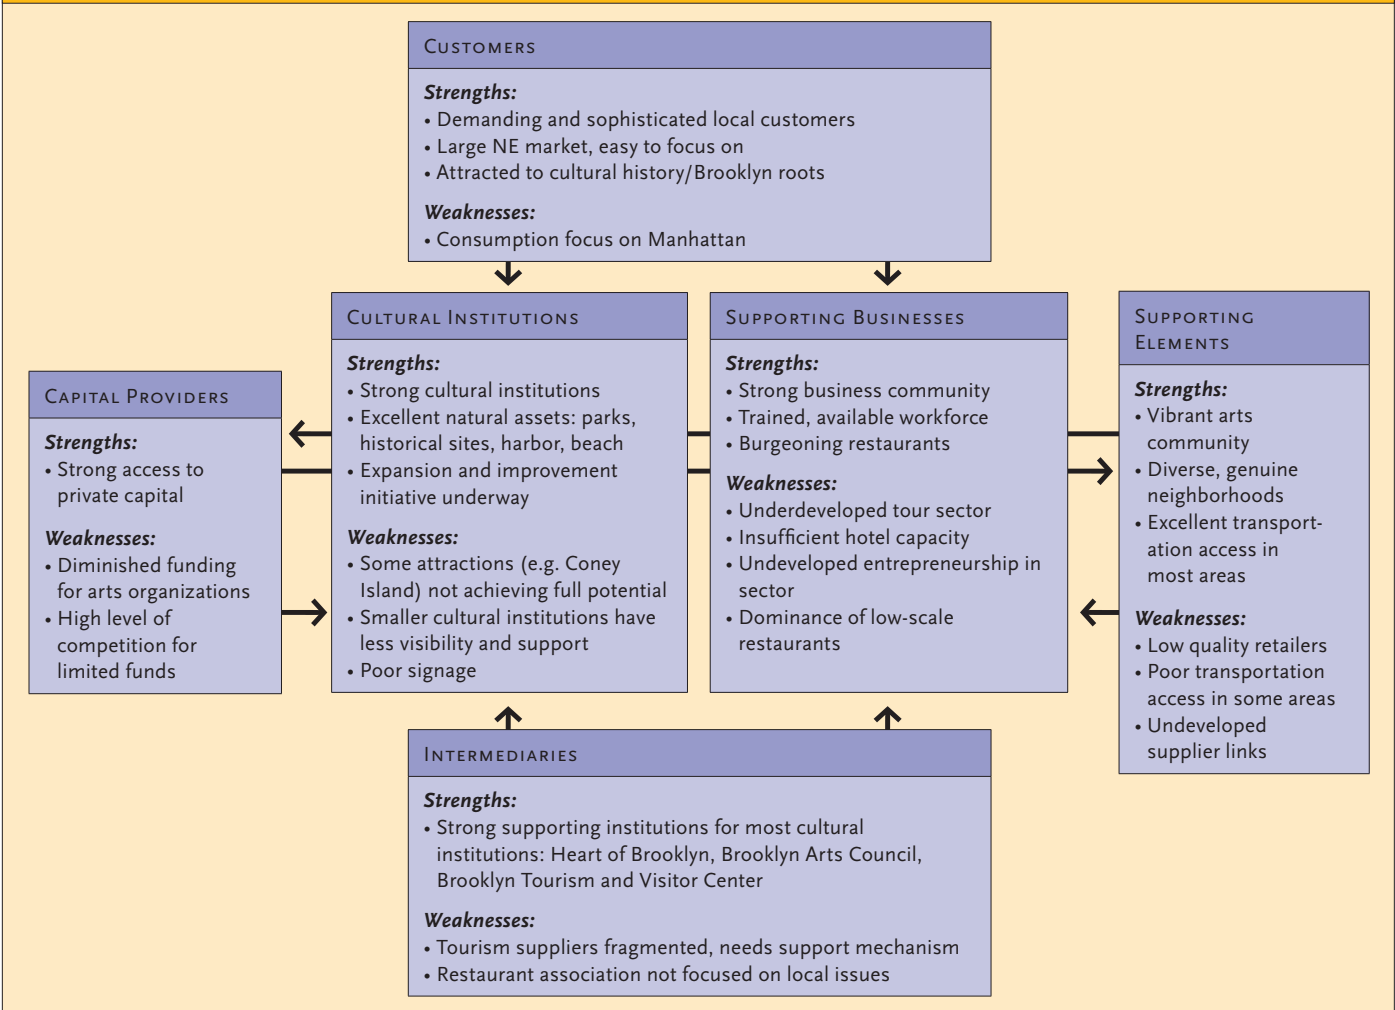 CUSTOMERS
Strengths:
• Demanding and sophisticated local customers
• Large NE market, easy to focus on
• Attracted to cultural history/Brooklyn roots
Weaknesses:
• Consumption focus on Manhattan
CAPITAL PROVIDERS
Strengths:
• Strong access to
private capital
Weaknesses:
• Diminished funding
for arts organizations
• High level of
competition for
limited funds
CULTURAL INSTITUTIONS
Strengths:
• Strong cultural institutions
• Excellent natural assets: parks,
historical sites, harbor, beach
• Expansion and improvement
initiative underway
Weaknesses:
• Some attractions (e.g. Coney
Island) not achieving full potential
• Smaller cultural institutions have
less visibility and support
• Poor signage
SUPPORTING BUSINESSES
Strengths:
• Strong business community
• Trained, available workforce
• Burgeoning restaurants
Weaknesses:
• Underdeveloped tour sector
• Insufficient hotel capacity
• Undeveloped entrepreneurship in
sector
• Dominance of low-scale
restaurants
SUPPORTING
ELEMENTS
Strengths:
• Vibrant arts
community
• Diverse, genuine
neighborhoods
• Excellent transport-
ation access in
most areas
Weaknesses:
• Low quality retailers
• Poor transportation
access in some areas
• Undeveloped
supplier links
INTERMEDIARIES
Strengths:
• Strong supporting institutions for most cultural
institutions: Heart of Brooklyn, Brooklyn Arts Council,
Brooklyn Tourism and Visitor Center
Weaknesses:
• Tourism suppliers fragmented, needs support mechanism
• Restaurant association not focused on local issues